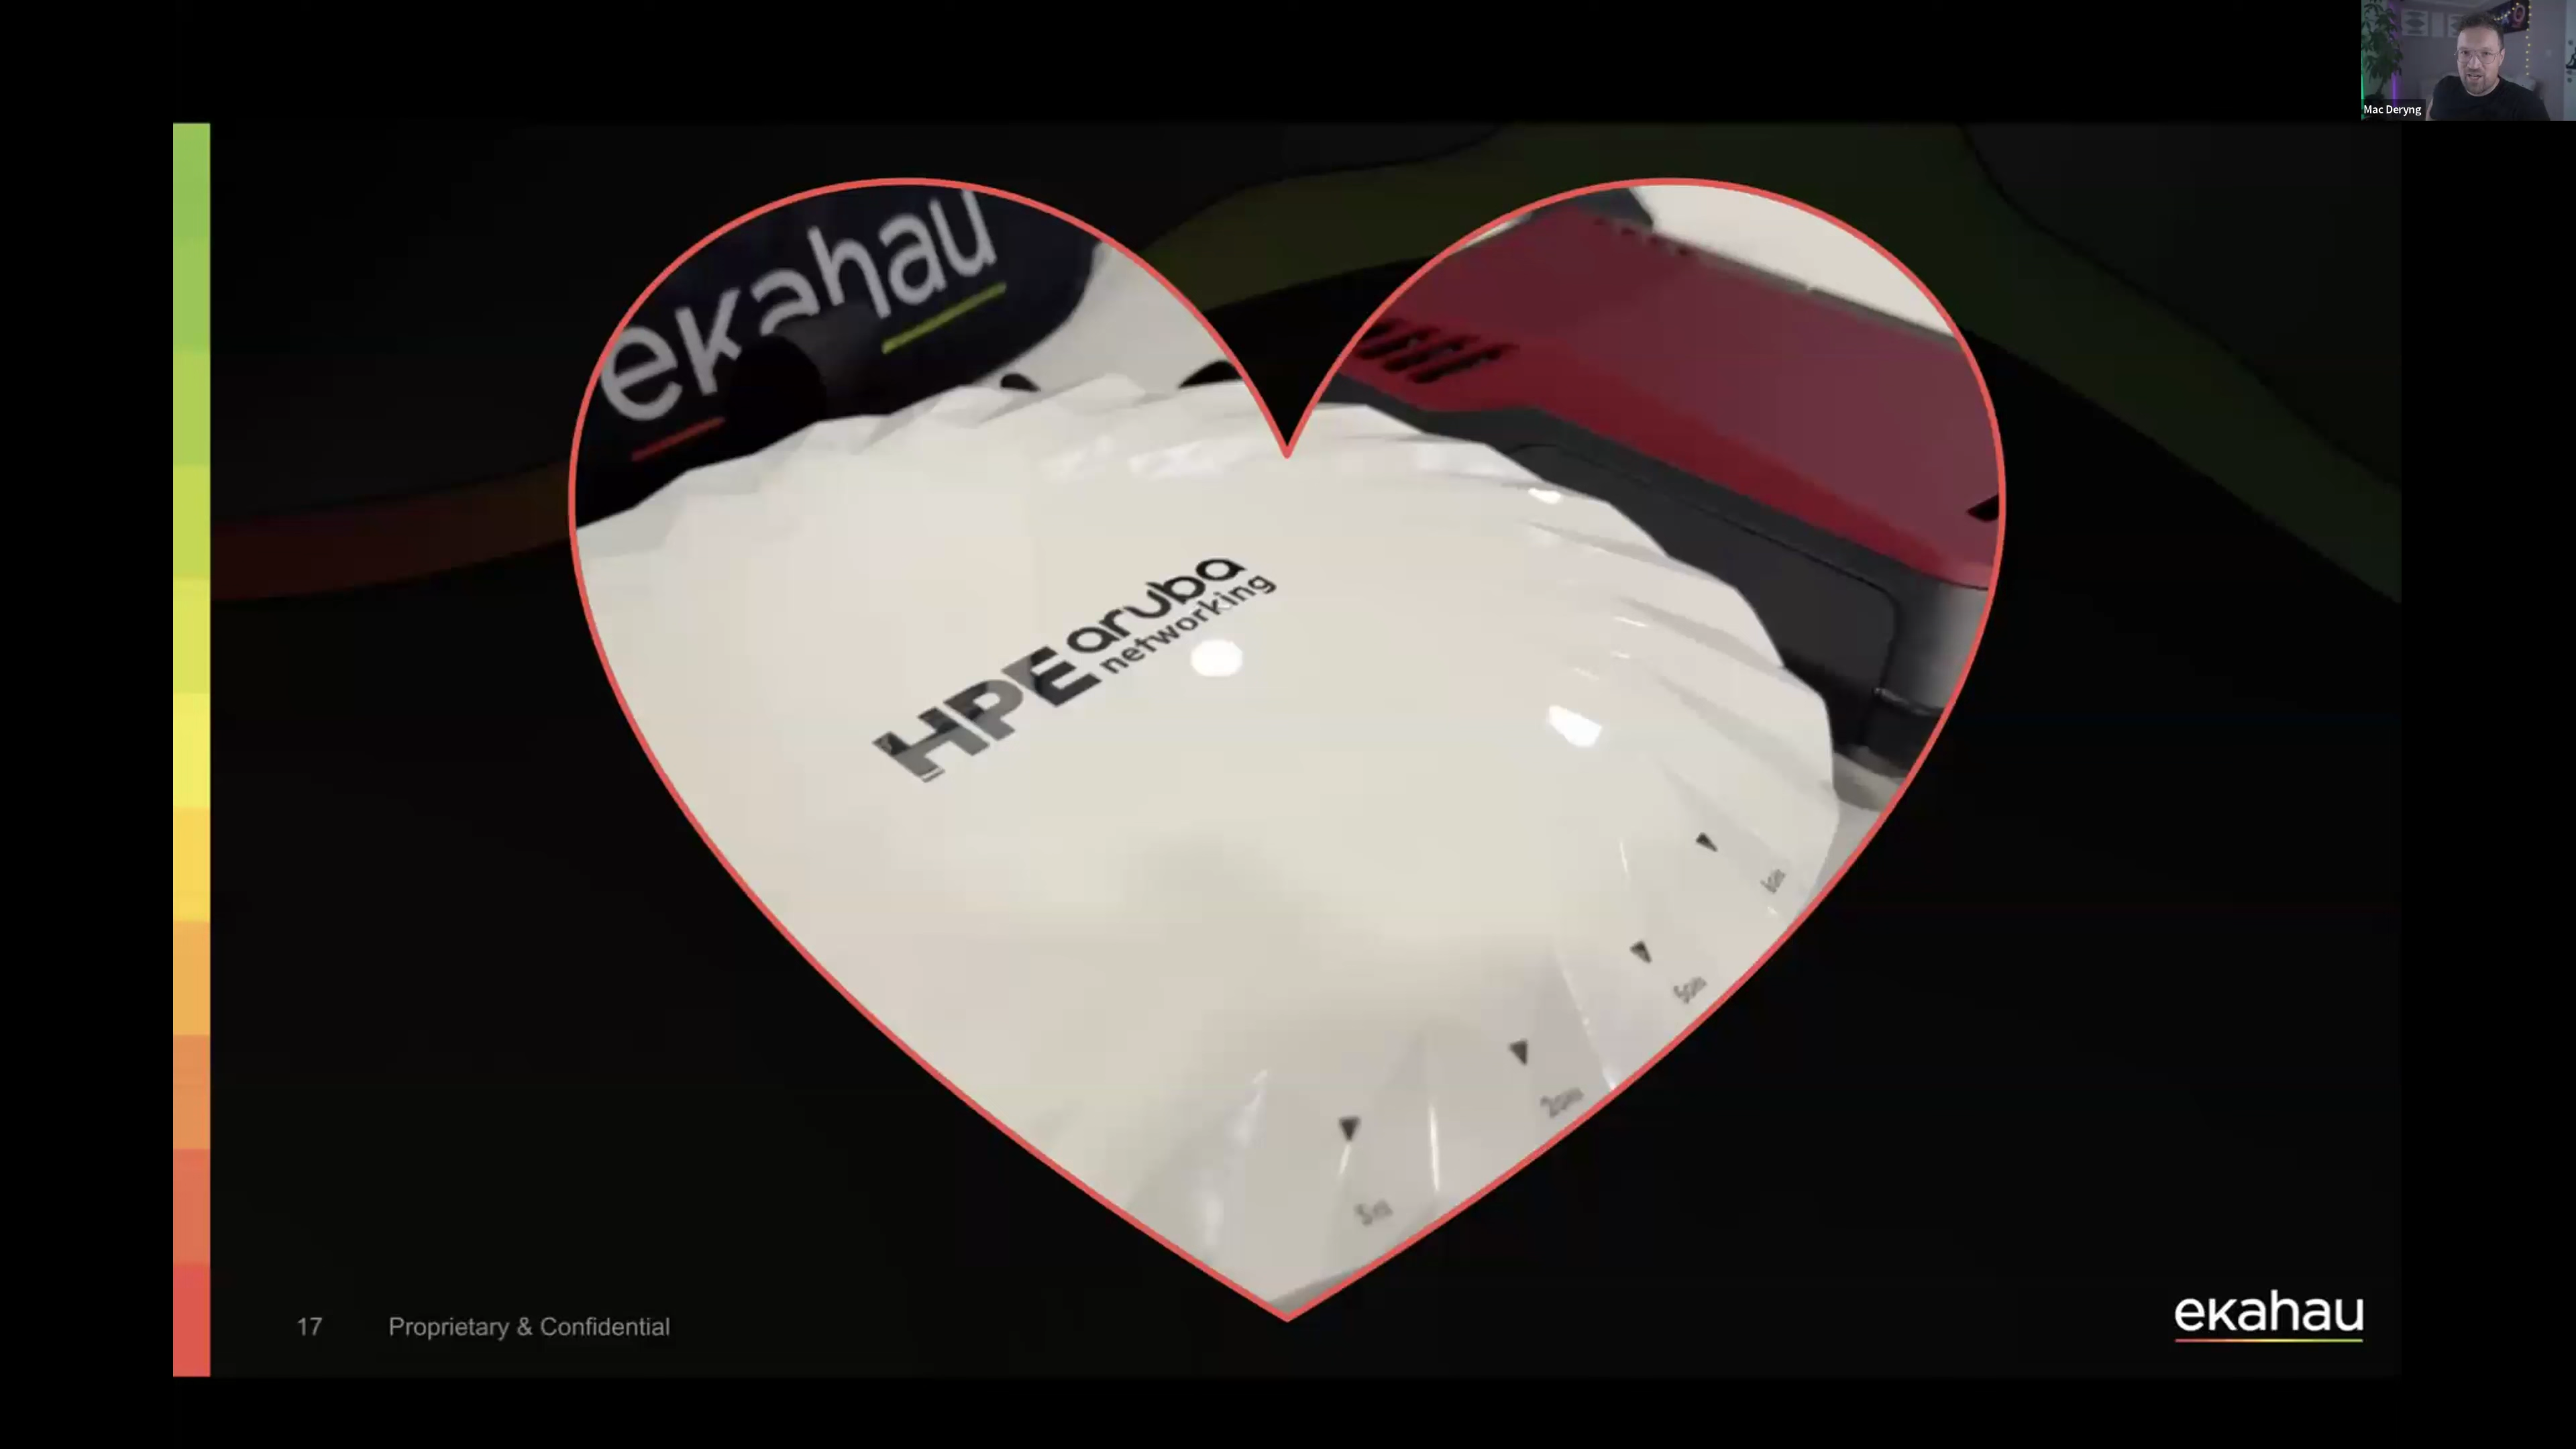 Mac Deryng
ekahau
HPE aruba
networking
17 Proprietary & Confidential
ekahau